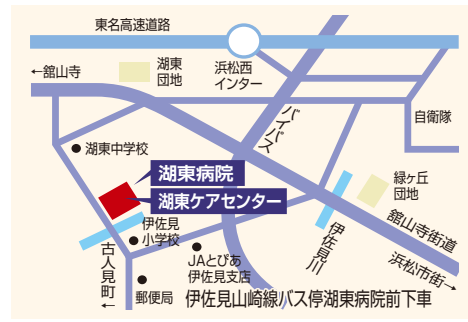 東名高速道路
←舘山寺
湖東
団地
浜松西
インター
バイパス
自衛隊
湖東中学校
湖東病院
湖東ケアセンター
緑ヶ丘
団地
伊佐見
小学校
舘山寺街道
古人見町←
JAとぴあ
伊佐見支店
伊佐見川
浜松市街→
郵便局
伊佐見山崎線バス停湖東病院前下車